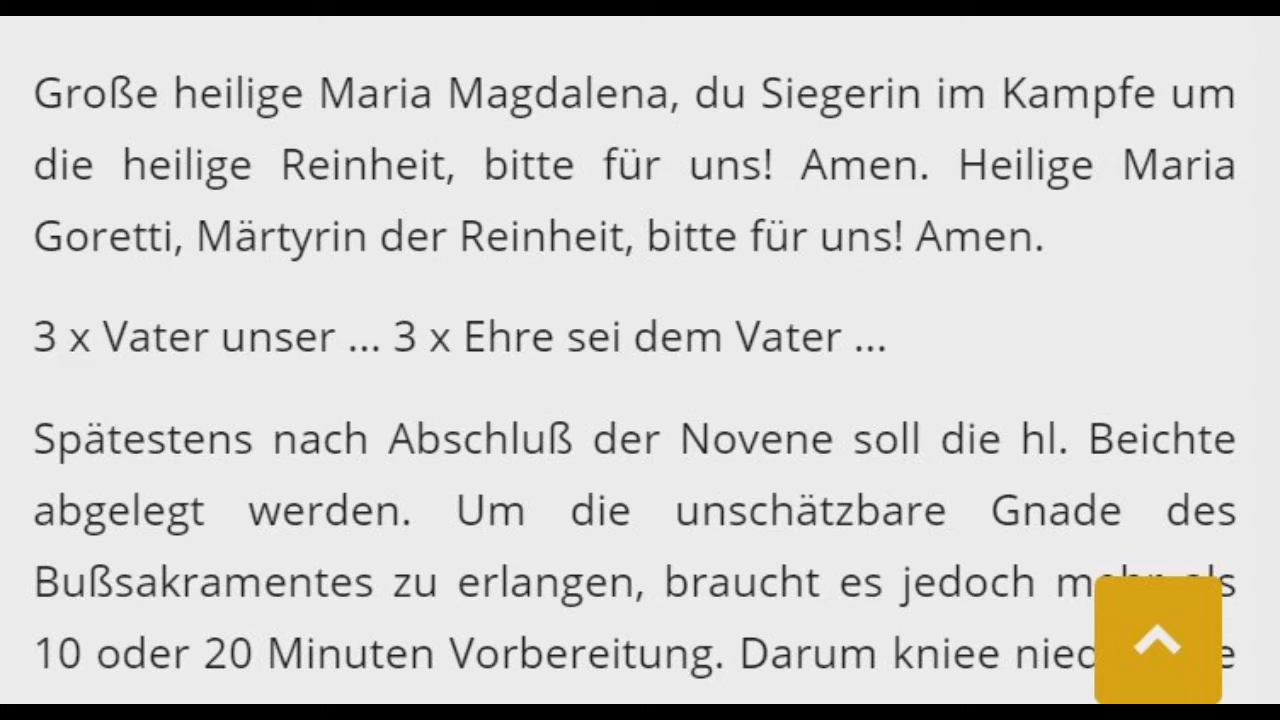 Große heilige Maria Magdalena, du Siegerin im Kampfe um
die heilige Reinheit, bitte für uns! Amen. Heilige Maria
Goretti, Märtyrin der Reinheit, bitte für uns! Amen.
3 x Vater unser ... 3 x Ehre sei dem Vater ...
Spätestens nach Abschluß der Novene soll die hl. Beichte
abgelegt werden. Um die unschätzbare Gnade des
Bußsakramentes zu erlangen, braucht es jedoch mehr als
10 oder 20 Minuten Vorbereitung. Darum kniee